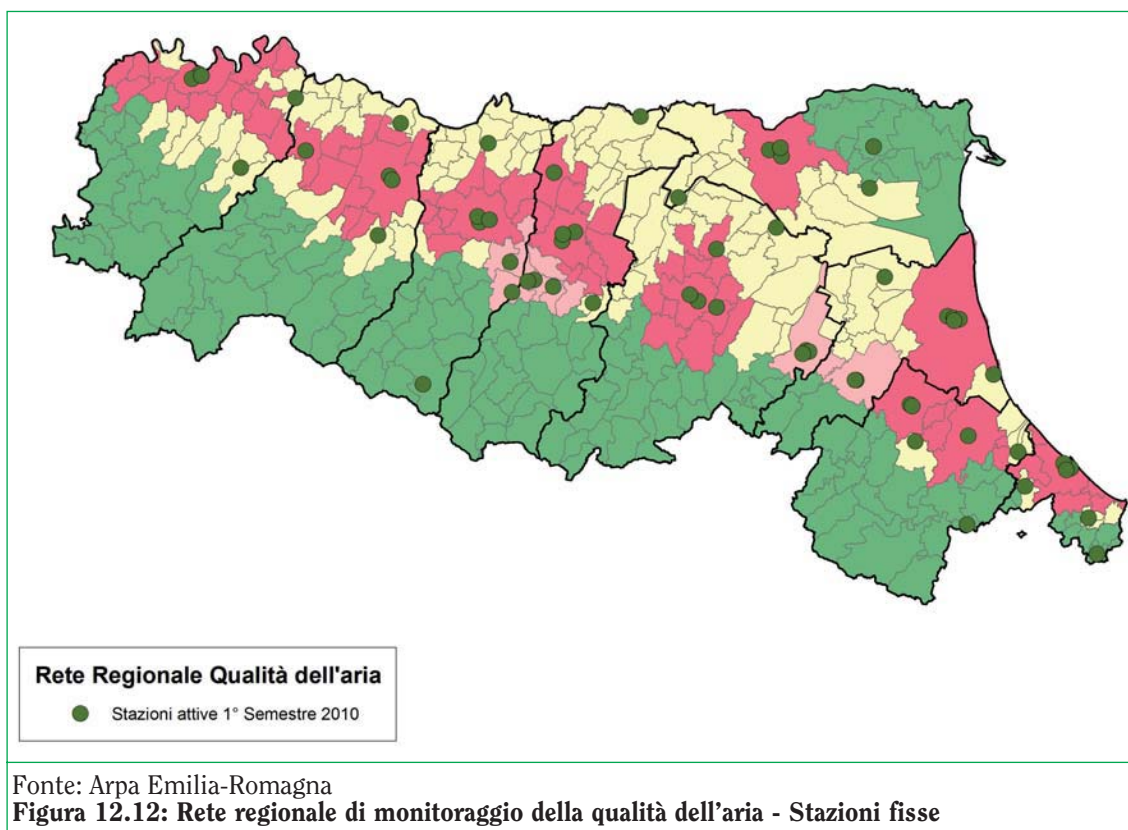 Rete Regionale Qualità dell'aria
Stazioni attive 1° Semestre 2010
Fonte: Arpa Emilia-Romagna
Figura 12.12: Rete regionale di monitoraggio della qualità dell'aria - Stazioni fisse